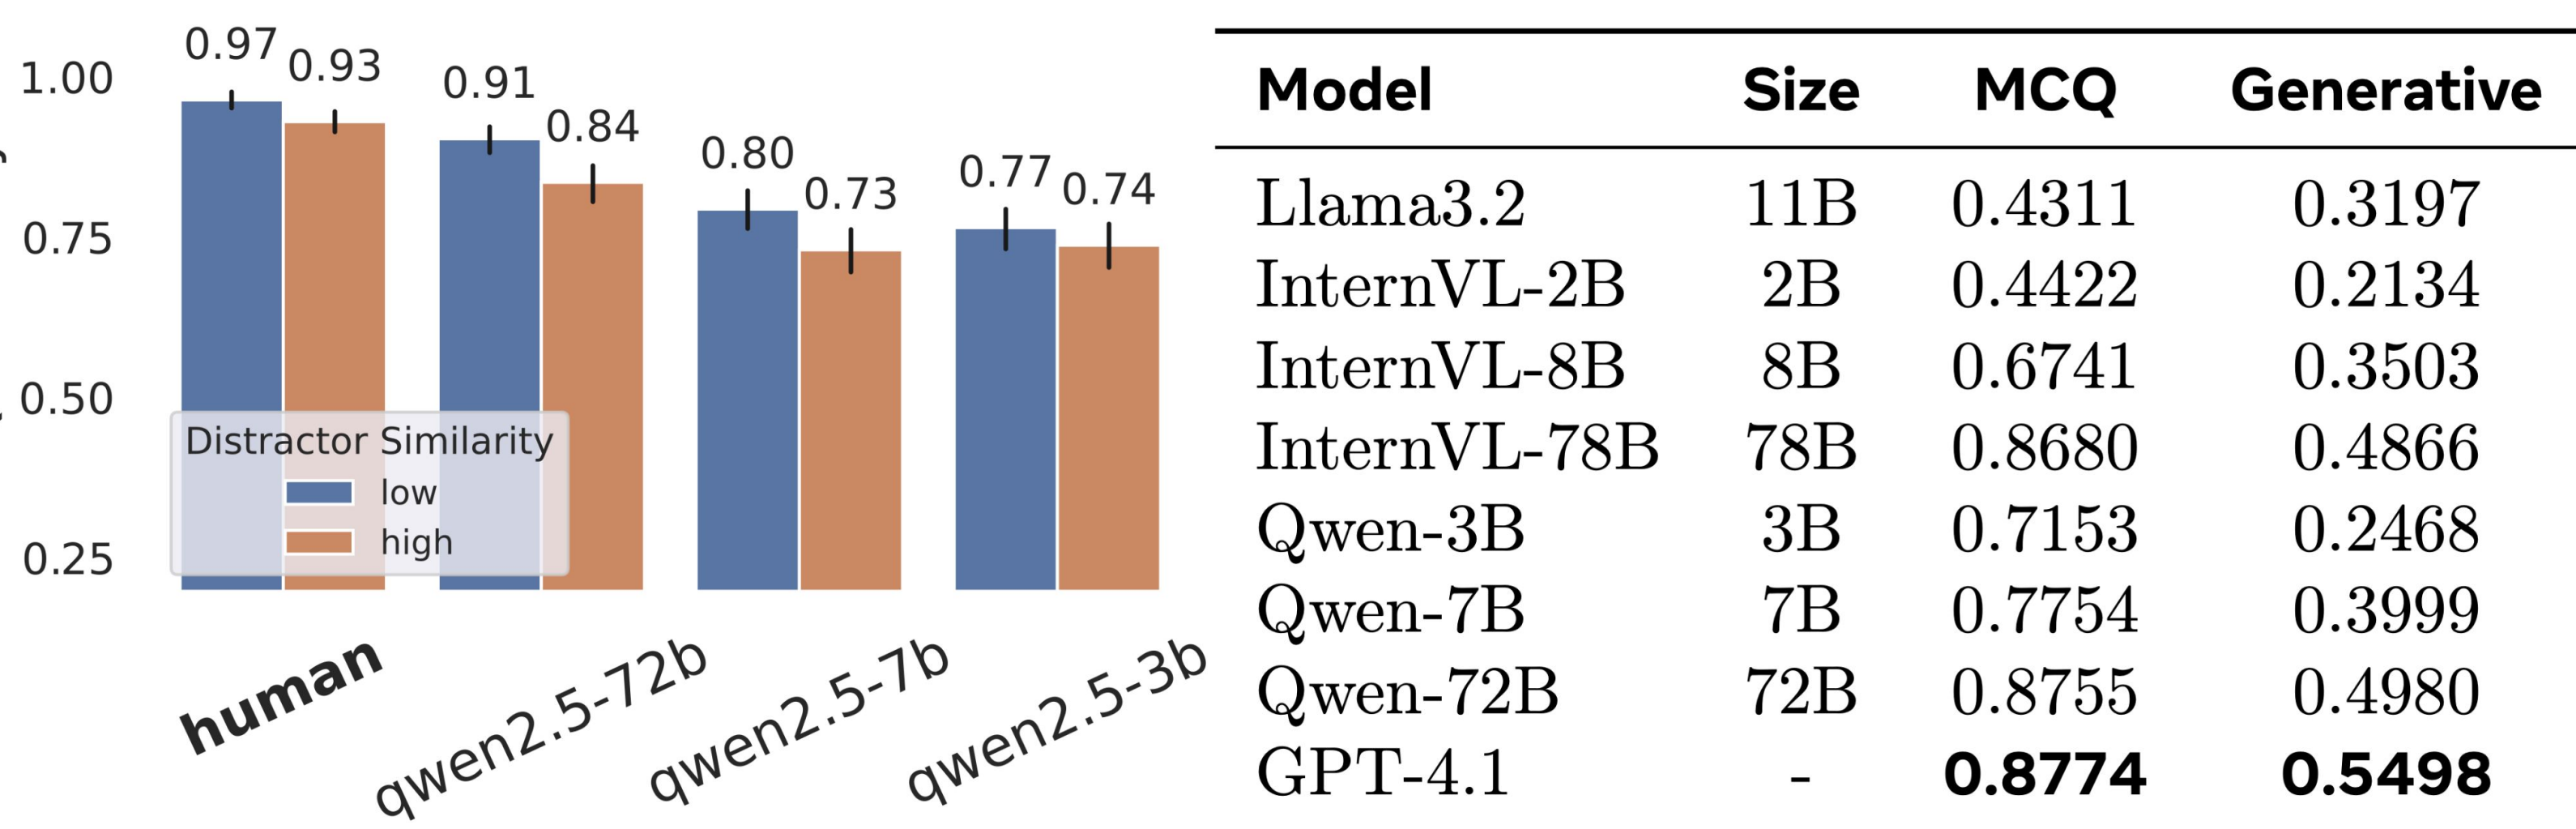 0.97 0.93 0.91 0.84 0.80 0.73 0.77 0.74
1.00
0.75
0.50
0.25
Distractor Similarity
low
high
human qwen2.5-72b qwen2.5-7b qwen2.5-3b
Model Size MCQ Generative
Llama3.2 11B 0.4311 0.3197
InternVL-2B 2B 0.4422 0.2134
InternVL-8B 8B 0.6741 0.3503
InternVL-78B 78B 0.8680 0.4866
Qwen-3B 3B 0.7153 0.2468
Qwen-7B 7B 0.7754 0.3999
Qwen-72B 72B 0.8755 0.4980
GPT-4.1 - 0.8774 0.5498